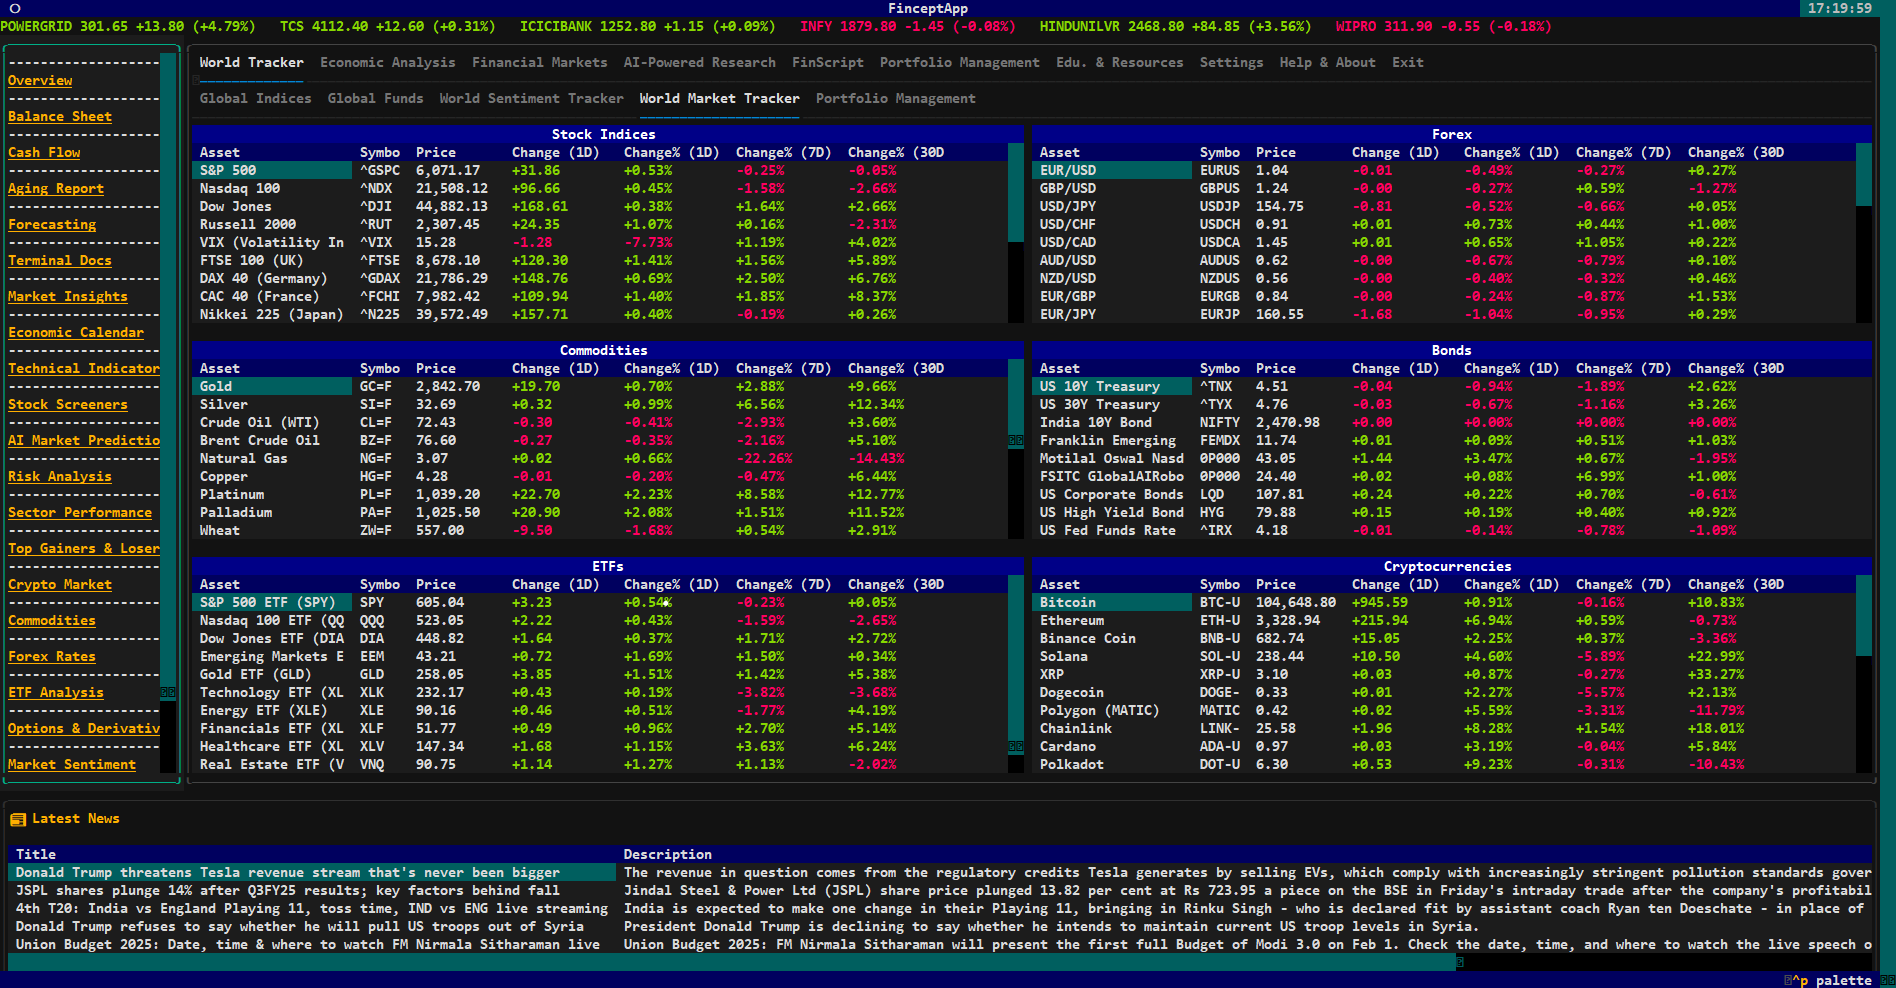 O FinceptApp 17:19:59
POWERGRID 301.65 +13.80 (+4.79%) TCS 4112.40 +12.60 (+0.31%) ICICIBANK 1252.80 +1.15 (+0.09%) INFY 1879.80 -1.45 (-0.08%) HINDUNILVR 2468.80 +84.85 (+3.56%) WIPRO 311.90 -0.55 (-0.18%)
Overview
Balance Sheet
Cash Flow
Aging Report
Forecasting
Terminal Docs
Market Insights
Economic Calendar
Technical Indicator
Stock Screeners
AI Market Predictio
Risk Analysis
Sector Performance
Top Gainers & Loser
Crypto Market
Commodities
Forex Rates
ETF Analysis
Options & Derivativ
Market Sentiment
World Tracker Economic Analysis Financial Markets AI-Powered Research FinScript Portfolio Management Edu. & Resources Settings Help & About Exit
Global Indices Global Funds World Sentiment Tracker World Market Tracker Portfolio Management
Stock Indices
Asset Symbo Price Change (1D) Change% (1D) Change% (7D) Change% (30D
S&P 500 ^GSPC 6,071.17 +31.86 +0.53% -0.25% -0.05%
Nasdaq 100 ^NDX 21,508.12 +96.66 +0.45% -1.58% -2.66%
Dow Jones ^DJI 44,882.13 +168.61 +0.38% +1.64% +2.66%
Russell 2000 ^RUT 2,307.45 +24.35 +1.07% +0.16% -2.31%
VIX (Volatility In ^VIX 15.28 -1.28 -7.73% +1.19% +4.02%
FTSE 100 (UK) ^FTSE 8,678.10 +120.30 +1.41% +1.56% +5.89%
DAX 40 (Germany) ^GDAX 21,786.29 +148.76 +0.69% +2.50% +6.76%
CAC 40 (France) ^FCHI 7,982.42 +109.94 +1.40% +1.85% +8.37%
Nikkei 225 (Japan) ^N225 39,572.49 +157.71 +0.40% -0.19% +0.26%
Forex
Asset Symbo Price Change (1D) Change% (1D) Change% (7D) Change% (30D
EUR/USD EURUS 1.04 -0.01 -0.49% -0.27% +0.27%
GBP/USD GBPUS 1.24 -0.00 -0.27% +0.59% -1.27%
USD/JPY USDJP 154.75 -0.81 -0.52% -0.66% +0.05%
USD/CHF USDCH 0.91 +0.01 +0.73% +0.44% +1.00%
USD/CAD USDCA 1.45 +0.01 +0.65% +1.05% +0.22%
AUD/USD AUDUS 0.62 -0.00 -0.67% -0.79% +0.10%
NZD/USD NZDUS 0.56 -0.00 -0.40% -0.32% +0.46%
EUR/GBP EURGB 0.84 -0.00 -0.24% -0.87% +1.53%
EUR/JPY EURJP 160.55 -1.68 -1.04% -0.95% +0.29%
Commodities
Asset Symbo Price Change (1D) Change% (1D) Change% (7D) Change% (30D
Gold GC=F 2,842.70 +19.70 +0.70% +2.88% +9.66%
Silver SI=F 32.69 +0.32 +0.99% +6.56% +12.34%
Crude Oil (WTI) CL=F 72.43 -0.30 -0.41% -2.93% +3.60%
Brent Crude Oil BZ=F 76.60 -0.27 -0.35% -2.16% +5.10%
Natural Gas NG=F 3.07 +0.02 +0.66% -22.26% -14.43%
Copper HG=F 4.28 -0.01 -0.20% -0.47% +6.44%
Platinum PL=F 1,039.20 +22.70 +2.23% +8.58% +12.77%
Palladium PA=F 1,025.50 +20.90 +2.08% +1.51% +11.52%
Wheat ZW=F 557.00 -9.50 -1.68% +0.54% +2.91%
Bonds
Asset Symbo Price Change (1D) Change% (1D) Change% (7D) Change% (30D
US 10Y Treasury ^TNX 4.51 -0.04 -0.94% -1.89% +2.62%
US 30Y Treasury ^TYX 4.76 -0.03 -0.67% -1.16% +3.26%
India 10Y Bond NIFTY 2,470.98 +0.00 +0.00% +0.00% +0.00%
Franklin Emerging FEMDX 11.74 +0.01 +0.09% +0.51% +1.03%
Motilal Oswal Nasd 0P000 43.05 +1.44 +3.47% +0.67% -1.95%
FSITC GlobalAIRobo 0P000 24.40 +0.02 +0.08% +6.99% +1.00%
US Corporate Bonds LQD 107.81 +0.24 +0.22% +0.70% -0.61%
US High Yield Bond HYG 79.88 +0.15 +0.19% +0.40% +0.92%
US Fed Funds Rate ^IRX 4.18 -0.01 -0.14% -0.78% -1.09%
ETFs
Asset Symbo Price Change (1D) Change% (1D) Change% (7D) Change% (30D
S&P 500 ETF (SPY) SPY 605.04 +3.23 +0.54% -0.23% +0.05%
Nasdaq 100 ETF (QQ QQQ 523.05 +2.22 +0.43% -1.59% -2.65%
Dow Jones ETF (DIA DIA 448.82 +1.64 +0.37% +1.71% +2.72%
Emerging Markets E EEM 43.21 +0.72 +1.69% +1.50% +0.34%
Gold ETF (GLD) GLD 258.05 +3.85 +1.51% +1.42% +5.38%
Technology ETF (XL XLK 232.17 +0.43 +0.19% -3.82% -3.68%
Energy ETF (XLE) XLE 90.16 +0.46 +0.51% -1.77% +4.19%
Financials ETF (XL XLF 51.77 +0.49 +0.96% +2.70% +5.14%
Healthcare ETF (XL XLV 147.34 +1.68 +1.15% +3.63% +6.24%
Real Estate ETF (V VNQ 90.75 +1.14 +1.27% +1.13% -2.02%
Cryptocurrencies
Asset Symbo Price Change (1D) Change% (1D) Change% (7D) Change% (30D
Bitcoin BTC-U 104,648.80 +945.59 +0.91% -0.16% +10.83%
Ethereum ETH-U 3,328.94 +215.94 +6.94% +0.59% -0.73%
Binance Coin BNB-U 682.74 +15.05 +2.25% +0.37% -3.36%
Solana SOL-U 238.44 +10.50 +4.60% -5.89% +22.99%
XRP XRP-U 3.10 +0.03 +0.87% -0.27% +33.27%
Dogecoin DOGE- 0.33 +0.01 +2.27% -5.57% +2.13%
Polygon (MATIC) MATIC 0.42 +0.02 +5.59% -3.31% -11.79%
Chainlink LINK- 25.58 +1.96 +8.28% +1.54% +18.01%
Cardano ADA-U 0.97 +0.03 +3.19% -0.04% +5.84%
Polkadot DOT-U 6.30 +0.53 +9.23% -0.31% -10.43%
Latest News
Title Description
Donald Trump threatens Tesla revenue stream that's never been bigger The revenue in question comes from the regulatory credits Tesla generates by selling EVs, which comply with increasingly stringent pollution standards gover
JSPL shares plunge 14% after Q3FY25 results; key factors behind fall Jindal Steel & Power Ltd (JSPL) share price plunged 13.82 per cent at Rs 723.95 a piece on the BSE in Friday's intraday trade after the company's profitabil
4th T20: India vs England Playing 11, toss time, IND vs ENG live streaming India is expected to make one change in their Playing 11, bringing in Rinku Singh - who is declared fit by assistant coach Ryan ten Doeschate - in place of
Donald Trump refuses to say whether he will pull US troops out of Syria President Donald Trump is declining to say whether he intends to maintain current US troop levels in Syria.
Union Budget 2025: Date, time & where to watch FM Nirmala Sitharaman live Union Budget 2025: FM Nirmala Sitharaman will present the first full Budget of Modi 3.0 on Feb 1. Check the date, time, and where to watch the live speech o
^p palette